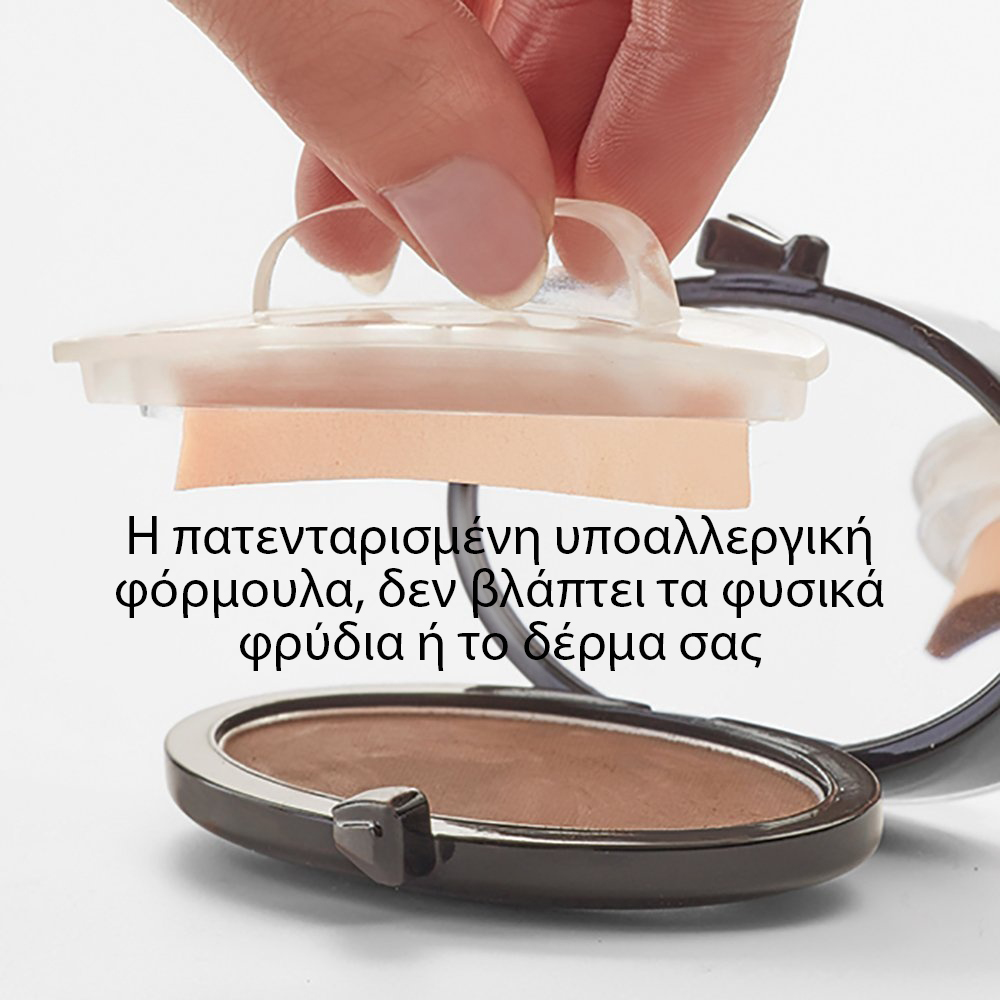 Η πατενταρισμένη υποαλλεργική
φόρμουλα, δεν βλάπτει τα φυσικά
φρύδια ή το δέρμα σας